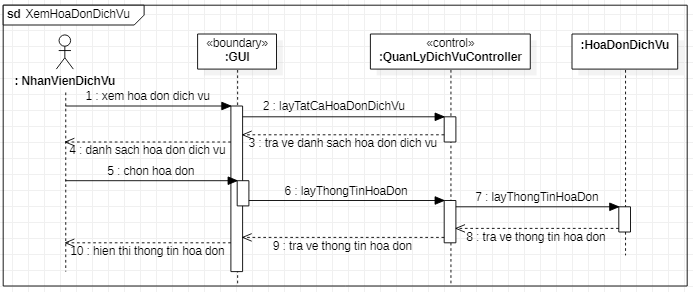 sd XemHoaDonDichVu
: NhanVienDichVu
«boundary»
:GUI
«control»
:QuanLyDichVuController
:HoaDonDichVu
1 : xem hoa don dich vu
2 : layTatCaHoaDonDichVu
3 : tra ve danh sach hoa don dich vu
4 : danh sach hoa don dich vu
5 : chon hoa don
6 : layThongTinHoaDon
7 : layThongTinHoaDon
8 : tra ve thong tin hoa don
9 : tra ve thong tin hoa don
10 : hien thi thong tin hoa don